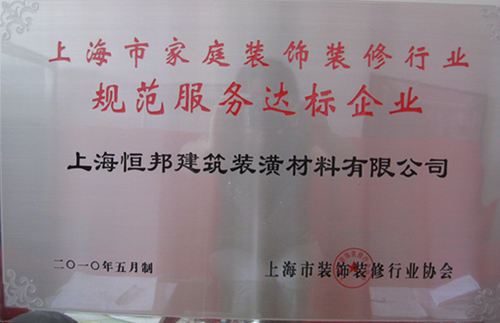 上海市家庭装饰装修行业
规范服务达标企业
上海恒邦建筑装潢材料有限公司
二〇一〇年五月制
上海市装饰装修行业协会